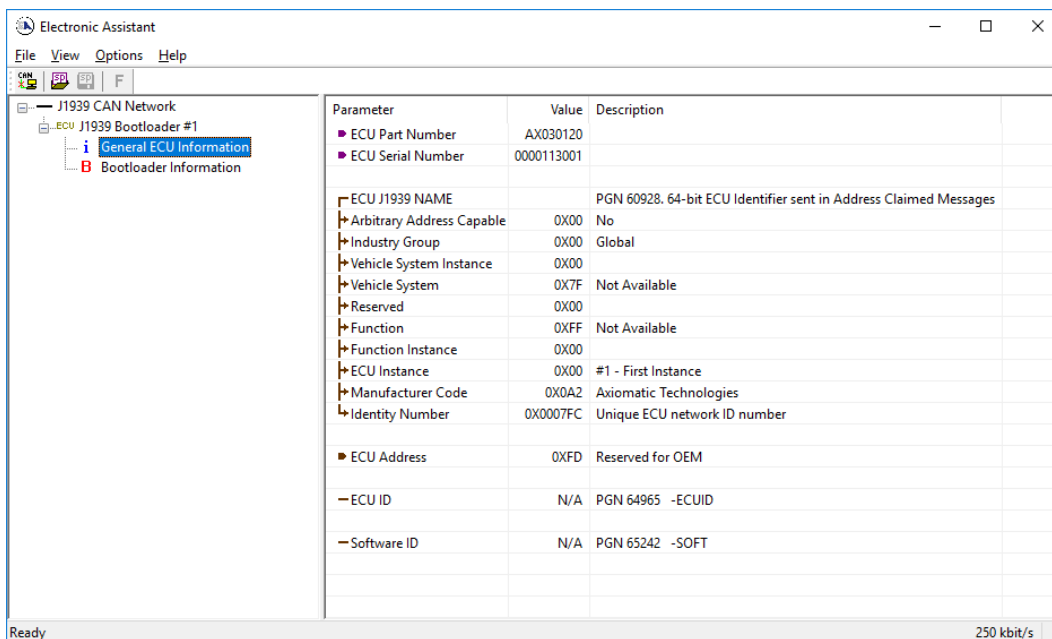 Electronic Assistant
File View Options Help
CAN SP SP F
J1939 CAN Network
ECU J1939 Bootloader #1
i General ECU Information
B Bootloader Information
Parameter Value Description
ECU Part Number AX030120
ECU Serial Number 0000113001
ECU J1939 NAME PGN 60928. 64-bit ECU Identifier sent in Address Claimed Messages
Arbitrary Address Capable 0X00 No
Industry Group 0X00 Global
Vehicle System Instance 0X00
Vehicle System 0X7F Not Available
Reserved 0X00
Function 0XFF Not Available
Function Instance 0X00
ECU Instance 0X00 #1 - First Instance
Manufacturer Code 0X0A2 Axiomatic Technologies
Identity Number 0X0007FC Unique ECU network ID number
ECU Address 0XFD Reserved for OEM
ECU ID N/A PGN 64965 -ECUID
Software ID N/A PGN 65242 -SOFT
Ready 250 kbit/s